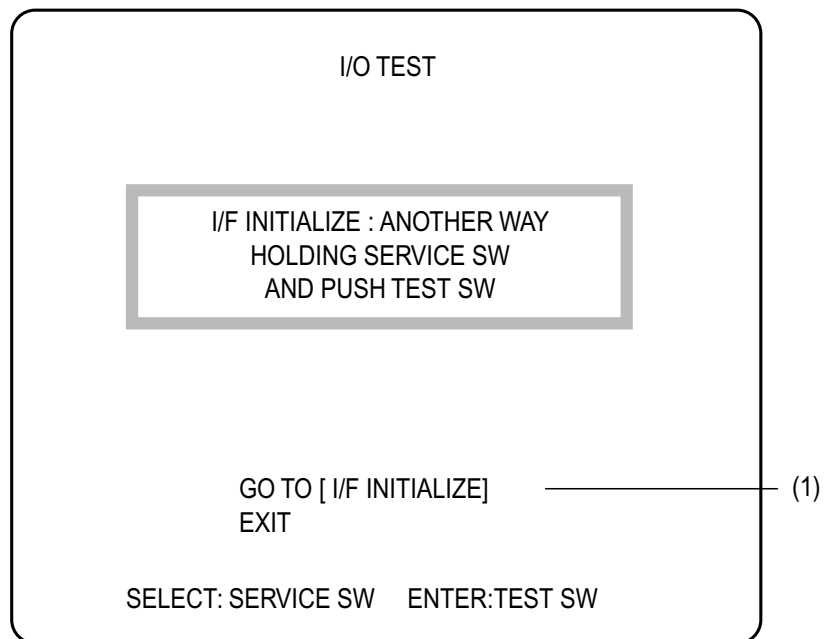 I/O TEST
I/F INITIALIZE : ANOTHER WAY
HOLDING SERVICE SW
AND PUSH TEST SW
GO TO [ I/F INITIALIZE]
(1)
EXIT
SELECT: SERVICE SW ENTER:TEST SW